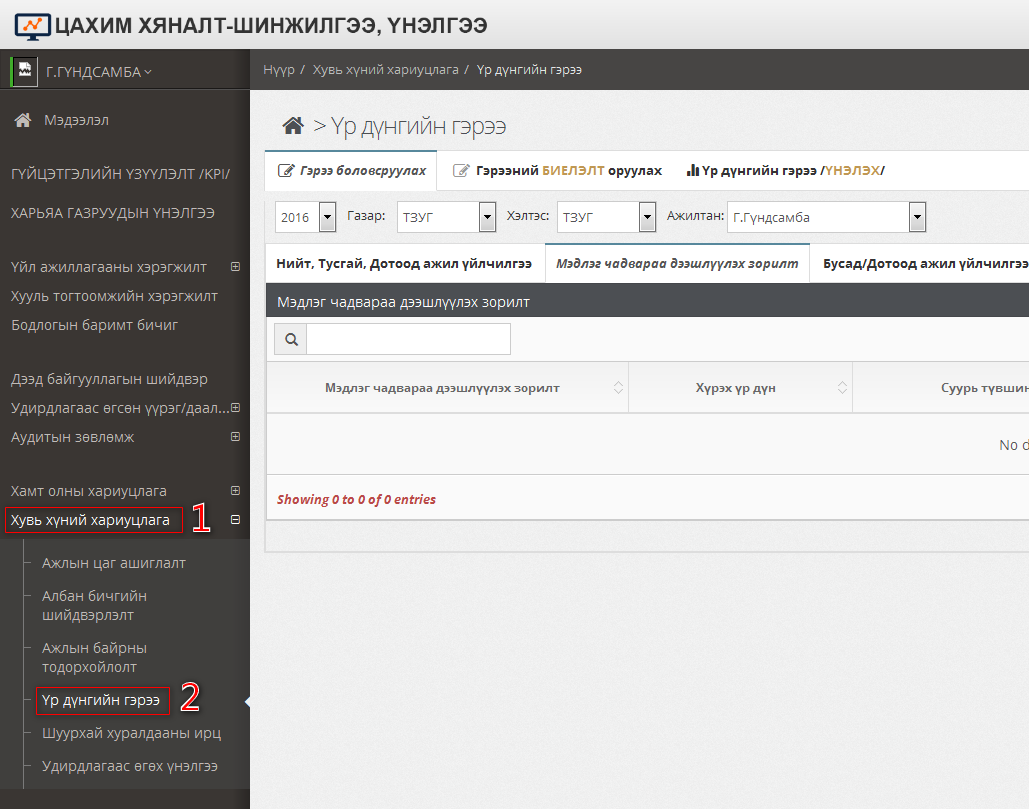 ЦАХИМ ХЯНАЛТ-ШИНЖИЛГЭЭ, ҮНЭЛГЭЭ
Г.ГҮНДСАМБА
Нүүр / Хувь хүний хариуцлага / Үр дүнгийн гэрээ
Мэдээлэл
ГҮЙЦЭТГЭЛИЙН ҮЗҮҮЛЭЛТ /KPI/
ХАРЬЯА ГАЗРУУДЫН ҮНЭЛГЭЭ
Үйл ажиллагааны хэрэгжилт
Хууль тогтоомжийн хэрэгжилт
Бодлогын баримт бичиг
Дээд байгууллагын шийдвэр
Удирдлагаас өгсөн үүрэг/даал...
Аудитын зөвлөмж
Хамт олны хариуцлага
Хувь хүний хариуцлага 1
Ажлын цаг ашиглалт
Албан бичгийн
шийдвэрлэлт
Ажлын байрны
тодорхойлолт
Үр дүнгийн гэрээ 2
Шуурхай хуралдааны ирц
Удирдлагаас өгөх үнэлгээ
> Үр дүнгийн гэрээ
Гэрээ боловсруулах Гэрээний БИЕЛЭЛТ оруулах Үр дүнгийн гэрээ /ҮНЭЛЭХ/
2016 Газар: ТЗУГ Хэлтэс: ТЗУГ Ажилтан: Г.Гүндсамба
Нийт, Тусгай, Дотоод ажил үйлчилгээ Мэдлэг чадвараа дээшлүүлэх зорилт Бусад/Дотоод ажил үйлчилгээ
Мэдлэг чадвараа дээшлүүлэх зорилт
Мэдлэг чадвараа дээшлүүлэх зорилт Хүрэх үр дүн Суурь түвшин
No d
Showing 0 to 0 of 0 entries